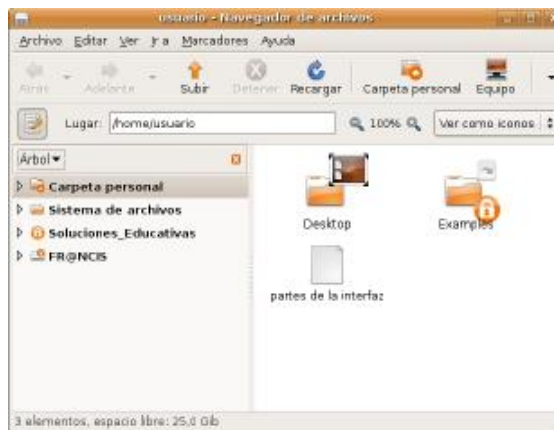 usuario - Navegador de archivos
Archivo Editar Ver Ir a Marcadores Ayuda
Atrás Adelante Subir Detener Recargar Carpeta personal Equipo
Lugar: /home/usuario 100% Ver como iconos
Árbol
Carpeta personal
Sistema de archivos
Soluciones_Educativas
FR@NCIS
Desktop Examples
partes de la interfaz
3 elementos, espacio libre: 25,0 Gib